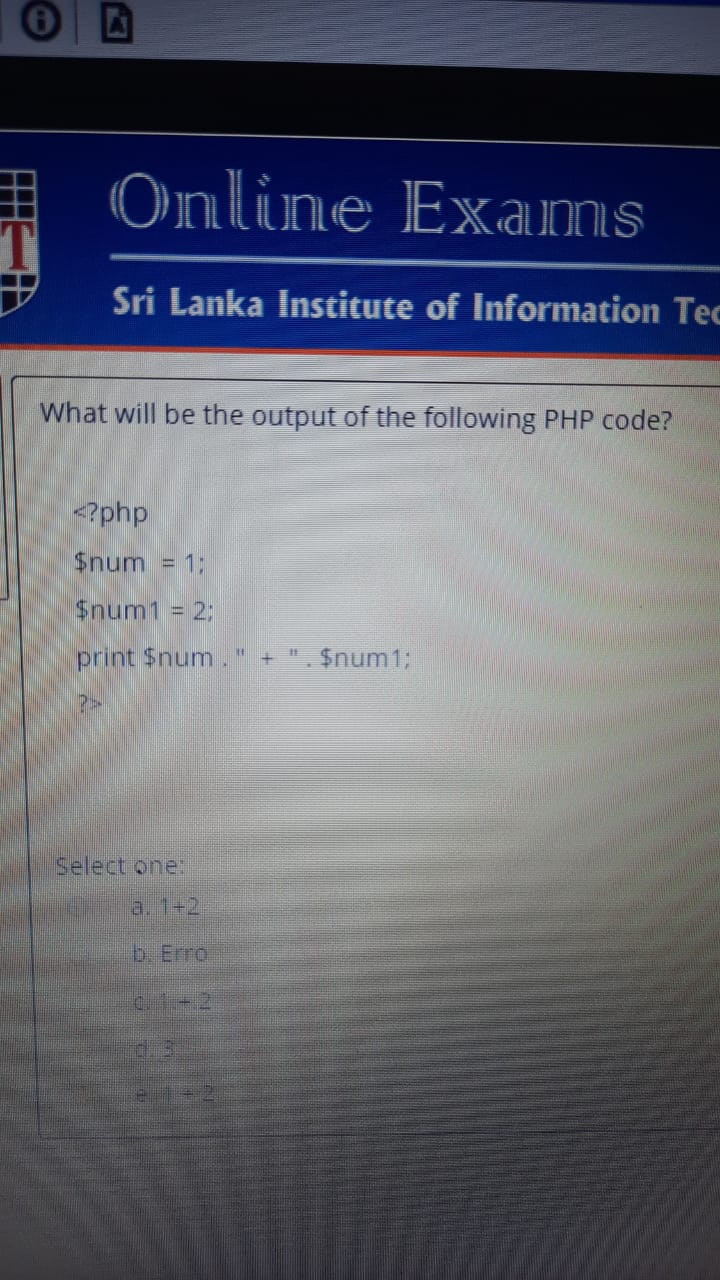 Online Exams
T
Sri Lanka Institute of Information Tec
What will be the output of the following PHP code?
<?php
$num = 1;
$num1 = 2;
print $num . " + " . $num1;
?>
Select one:
a. 1+2
b. Erro
c. 1.+.2
d. 3
e. 1 + 2